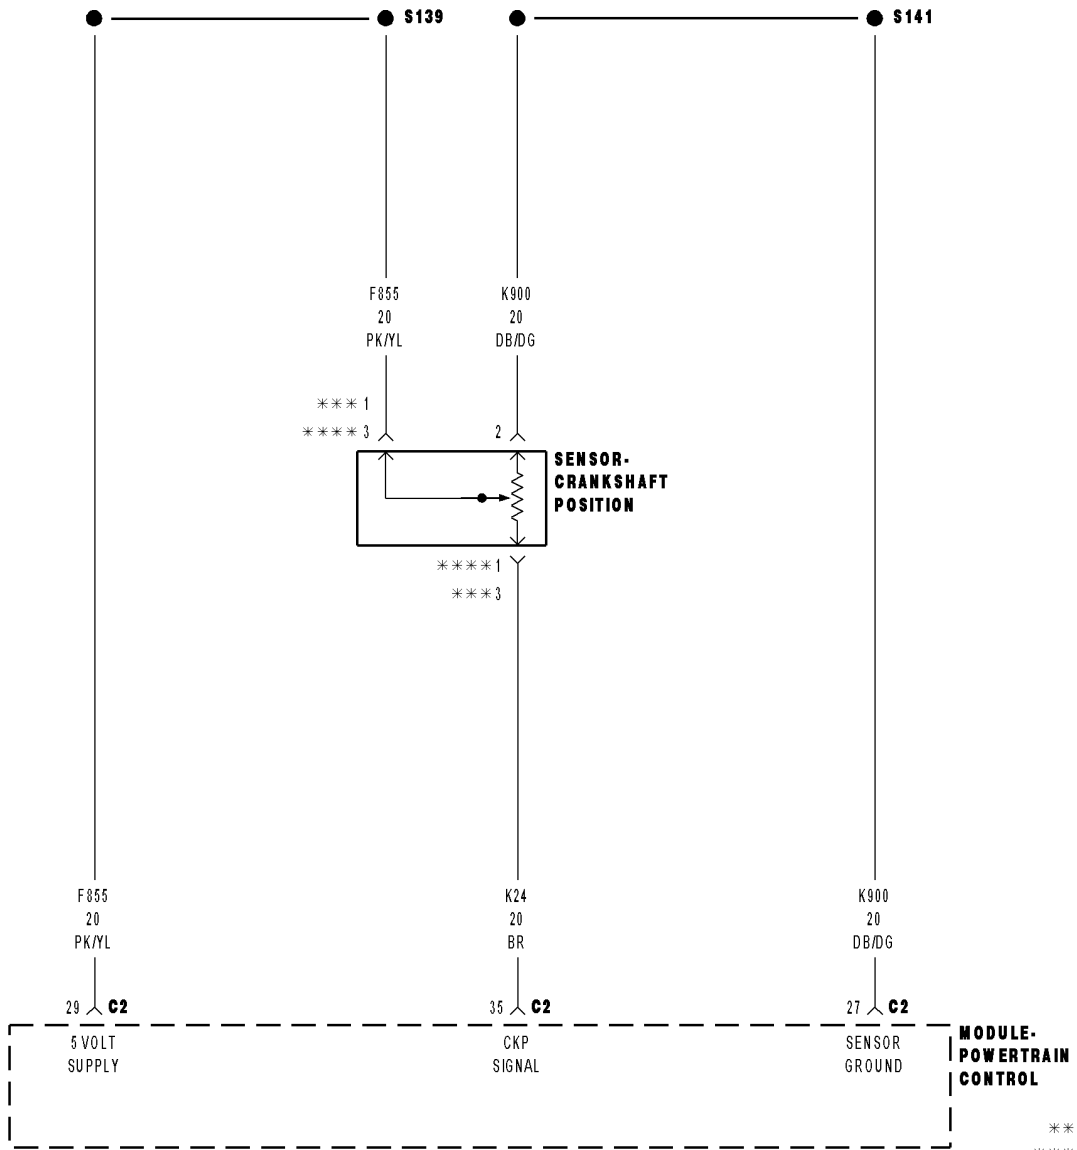 S139
S141
F855
20
PK/YL
K900
20
DB/DG
***1
****3
2
SENSOR-
CRANKSHAFT
POSITION
****1
***3
F855
20
PK/YL
K24
20
BR
K900
20
DB/DG
29 C2
35 C2
27 C2
5 VOLT
SUPPLY
CKP
SIGNAL
SENSOR
GROUND
MODULE-
POWERTRAIN
CONTROL
**